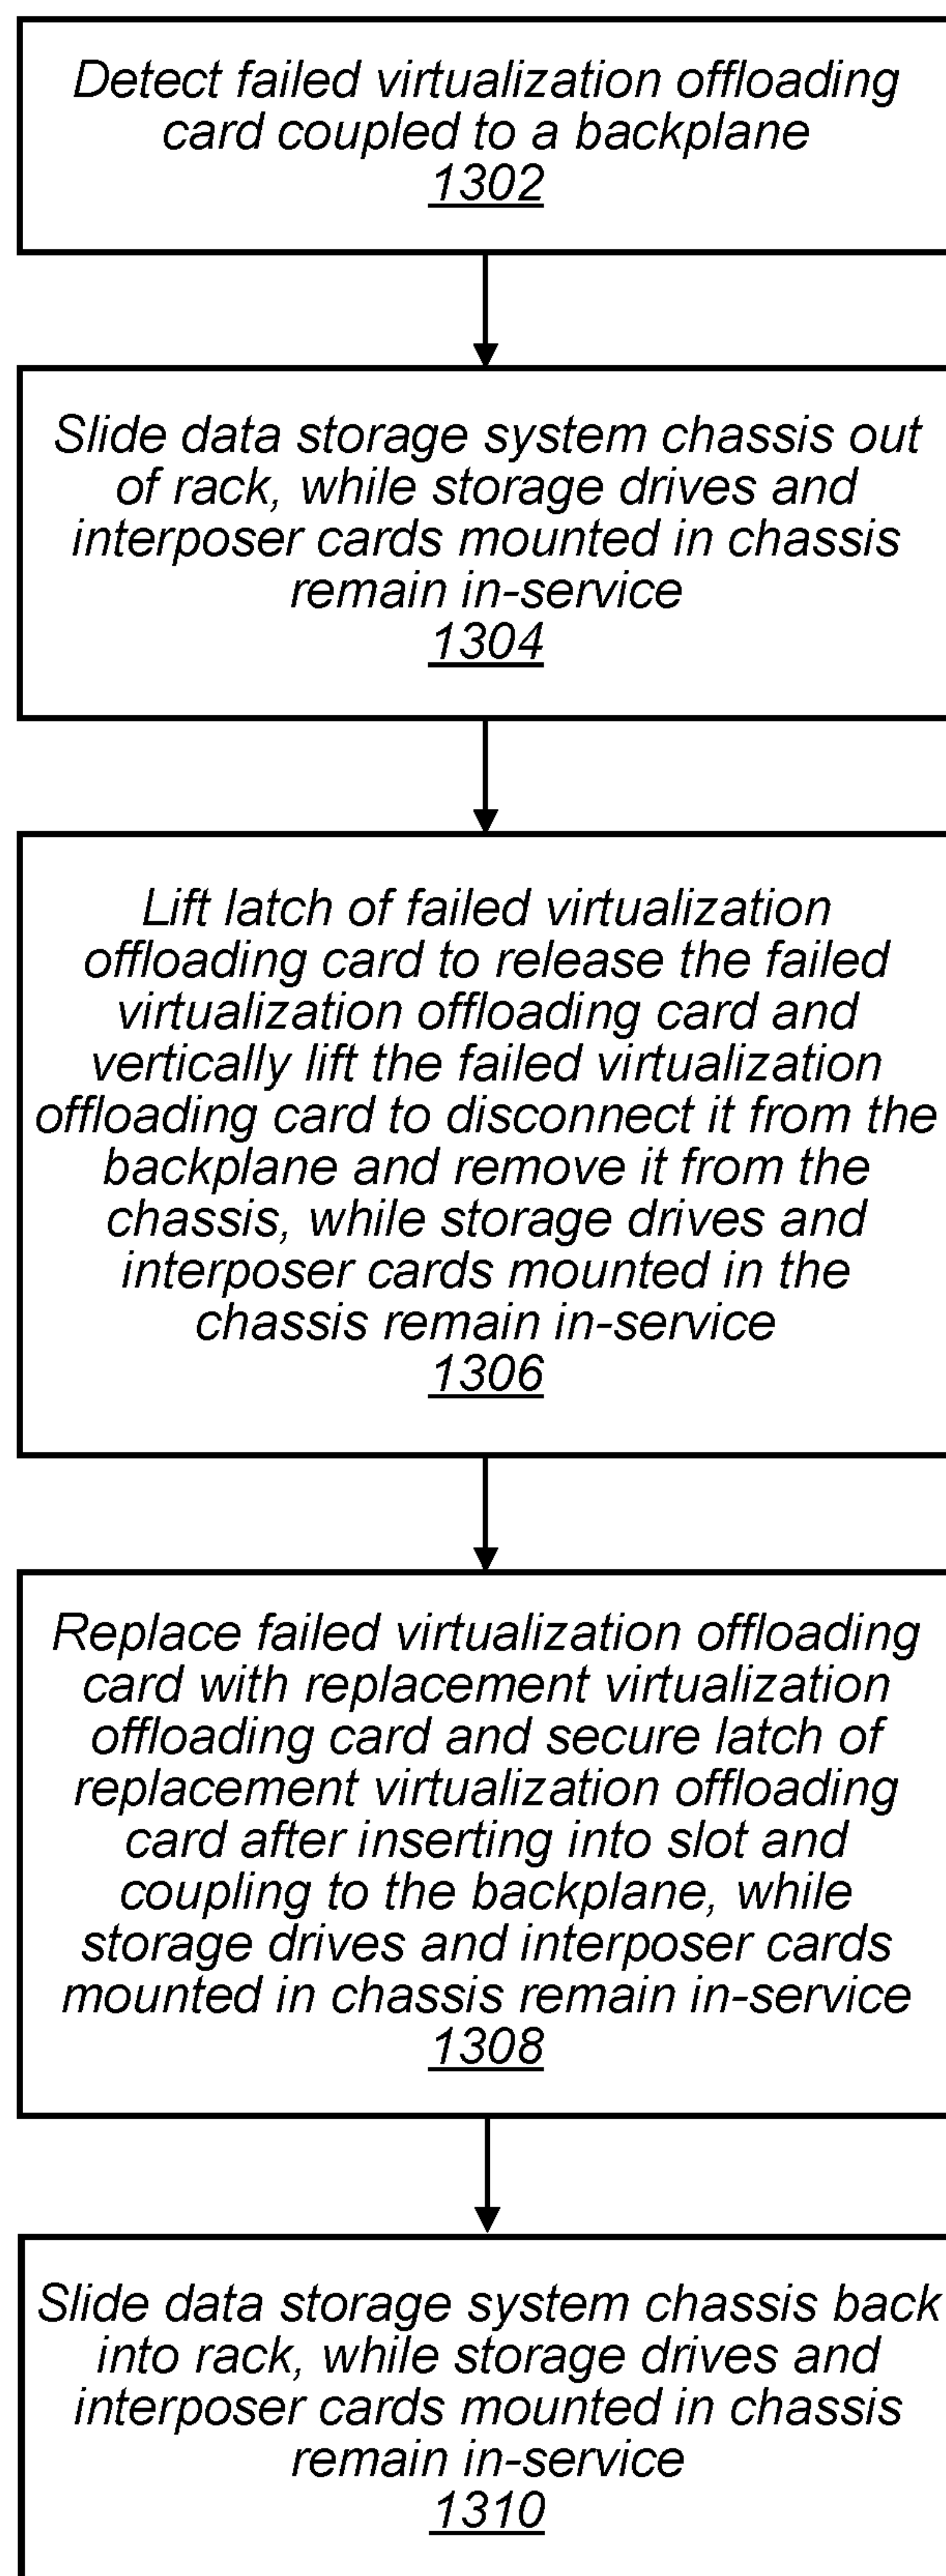 Detect failed virtualization offloading
card coupled to a backplane
1302
Slide data storage system chassis out
of rack, while storage drives and
interposer cards mounted in chassis
remain in-service
1304
Lift latch of failed virtualization
offloading card to release the failed
virtualization offloading card and
vertically lift the failed virtualization
offloading card to disconnect it from the
backplane and remove it from the
chassis, while storage drives and
interposer cards mounted in the
chassis remain in-service
1306
Replace failed virtualization offloading
card with replacement virtualization
offloading card and secure latch of
replacement virtualization offloading
card after inserting into slot and
coupling to the backplane, while
storage drives and interposer cards
mounted in chassis remain in-service
1308
Slide data storage system chassis back
into rack, while storage drives and
interposer cards mounted in chassis
remain in-service
1310